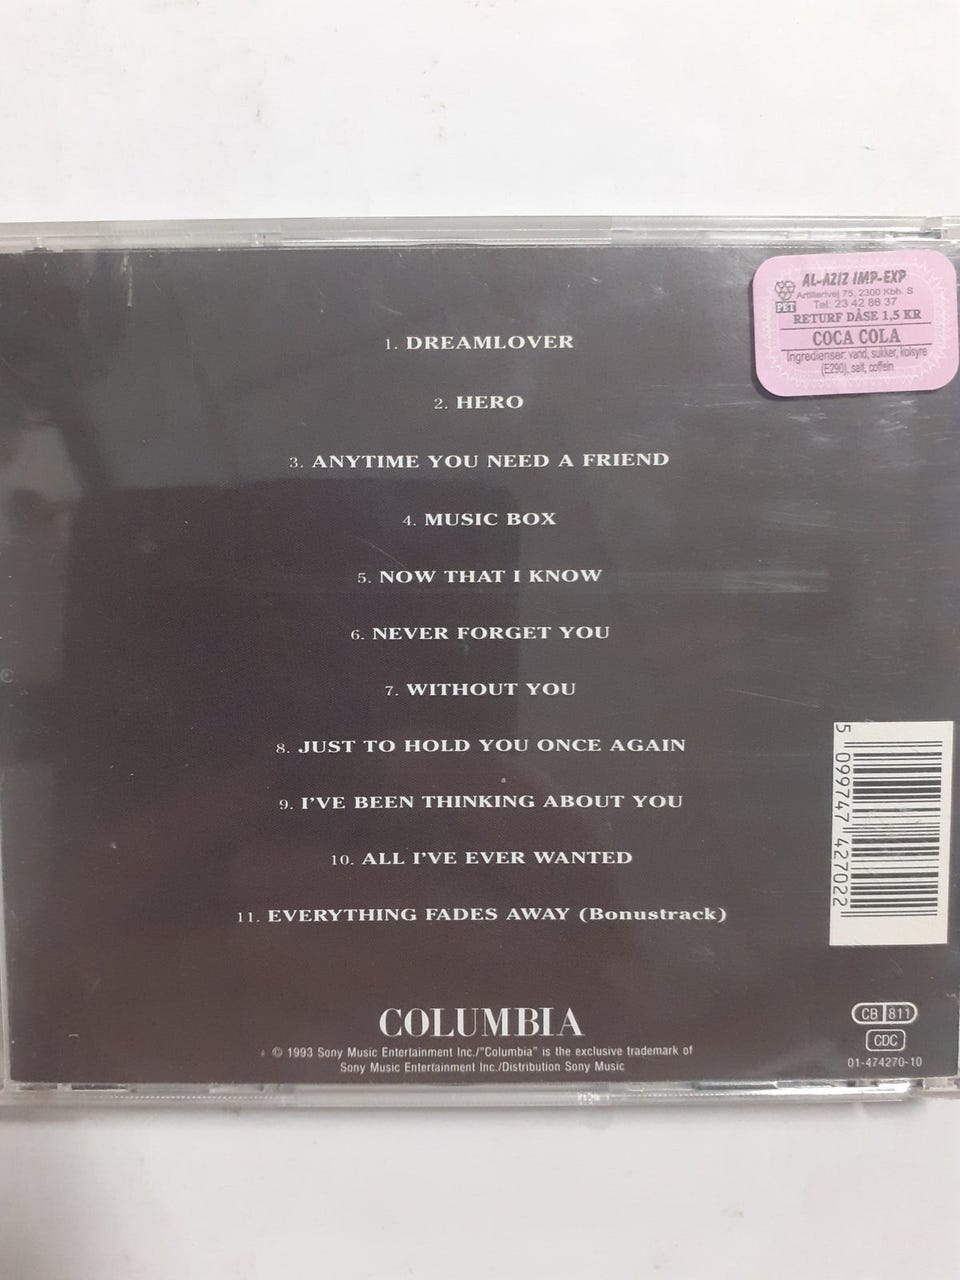 AL-AZIZ IMP-EXP
Artillerivej 75, 2300 Kbh. S
Tel: 23 42 86 37
PET
RETURF DÅSE 1,5 KR
COCA COLA
Ingredienser: vand, sukker, kolsyre
(E290), salt, coffein
1. DREAMLOVER
2. HERO
3. ANYTIME YOU NEED A FRIEND
4. MUSIC BOX
5. NOW THAT I KNOW
6. NEVER FORGET YOU
7. WITHOUT YOU
8. JUST TO HOLD YOU ONCE AGAIN
9. I'VE BEEN THINKING ABOUT YOU
10. ALL I'VE EVER WANTED
11. EVERYTHING FADES AWAY (Bonustrack)
5 099747 427022
COLUMBIA
© 1993 Sony Music Entertainment Inc./"Columbia" is the exclusive trademark of
Sony Music Entertainment Inc./Distribution Sony Music
CB 811
CDC
01-474270-10